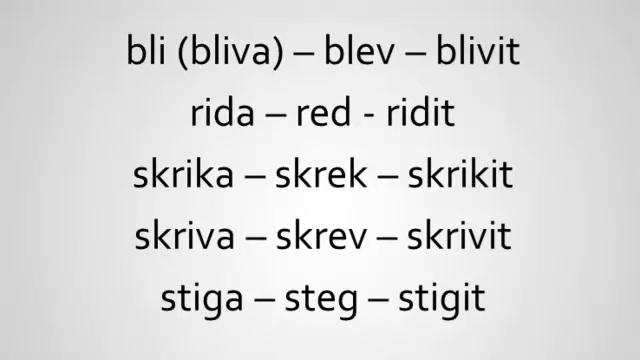 bli (bliva) – blev – blivit
rida – red - ridit
skrika – skrek – skrikit
skriva – skrev – skrivit
stiga – steg – stigit